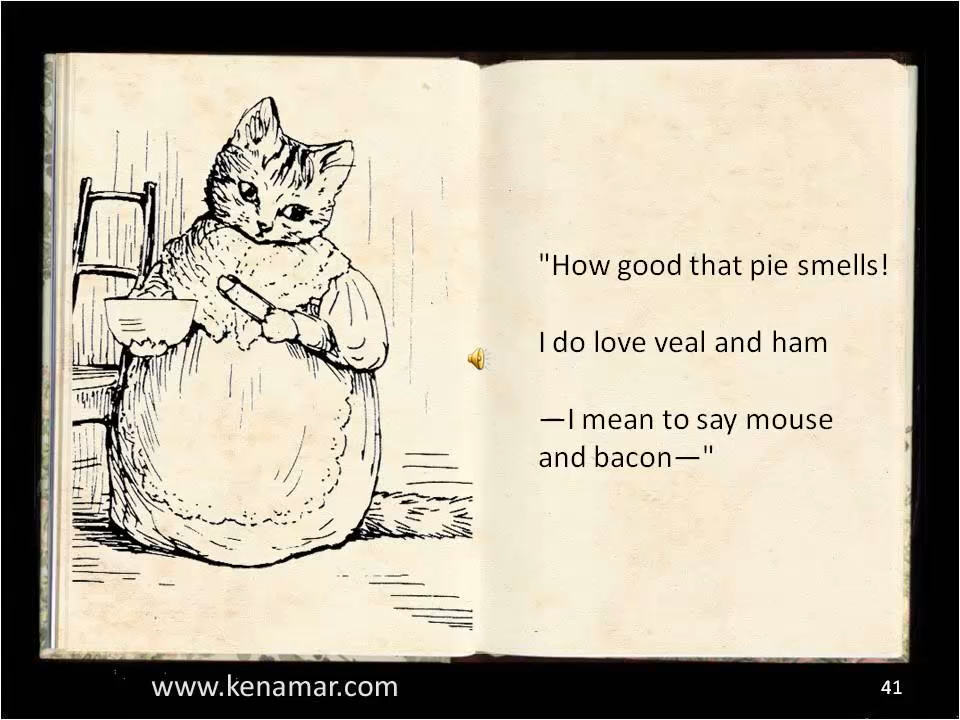 "How good that pie smells!
I do love veal and ham
—I mean to say mouse
and bacon—"
www.kenamar.com
41